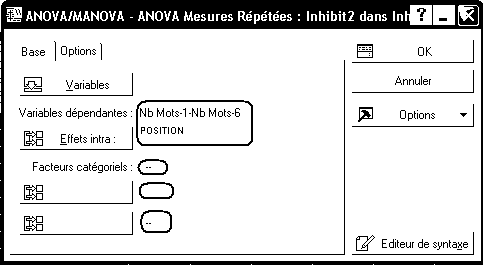 ANOVA/MANOVA - ANOVA Mesures Répétées : Inhibit2 dans Inh
Base
Options
OK
Variables
Annuler
Variables dépendantes :
Nb Mots-1-Nb Mots-6
Options
Effets intra :
POSITION
Facteurs catégoriels :
--
--
Editeur de syntaxe